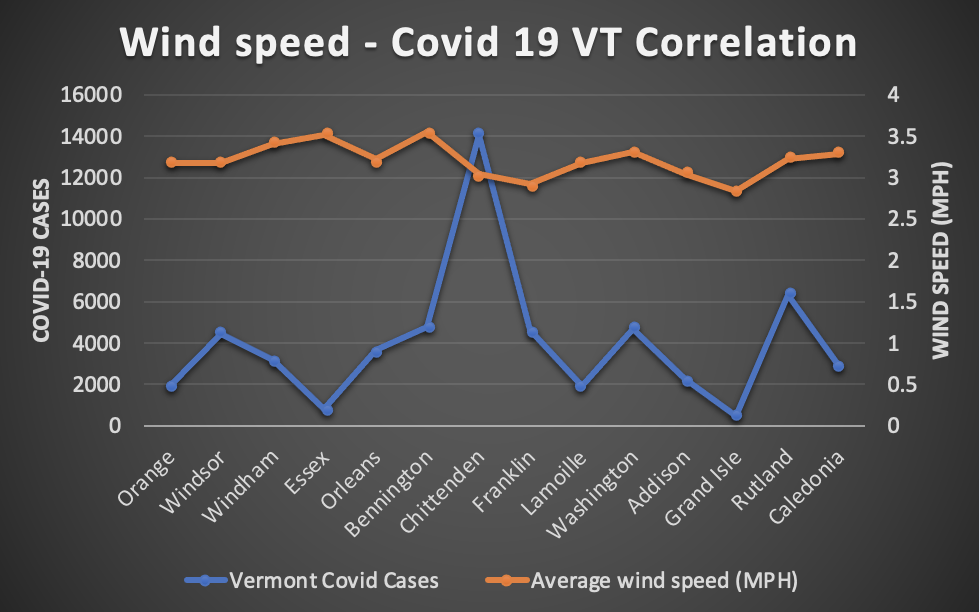 Wind speed - Covid 19 VT Correlation
16000
14000
12000
10000
8000
6000
4000
2000
0
COVID-19 CASES
4
3.5
3
2.5
2
1.5
1
0.5
0
WIND SPEED (MPH)
Orange
Windsor
Windham
Essex
Orleans
Bennington
Chittenden
Franklin
Lamoille
Washington
Addison
Grand Isle
Rutland
Caledonia
Vermont Covid Cases
Average wind speed (MPH)